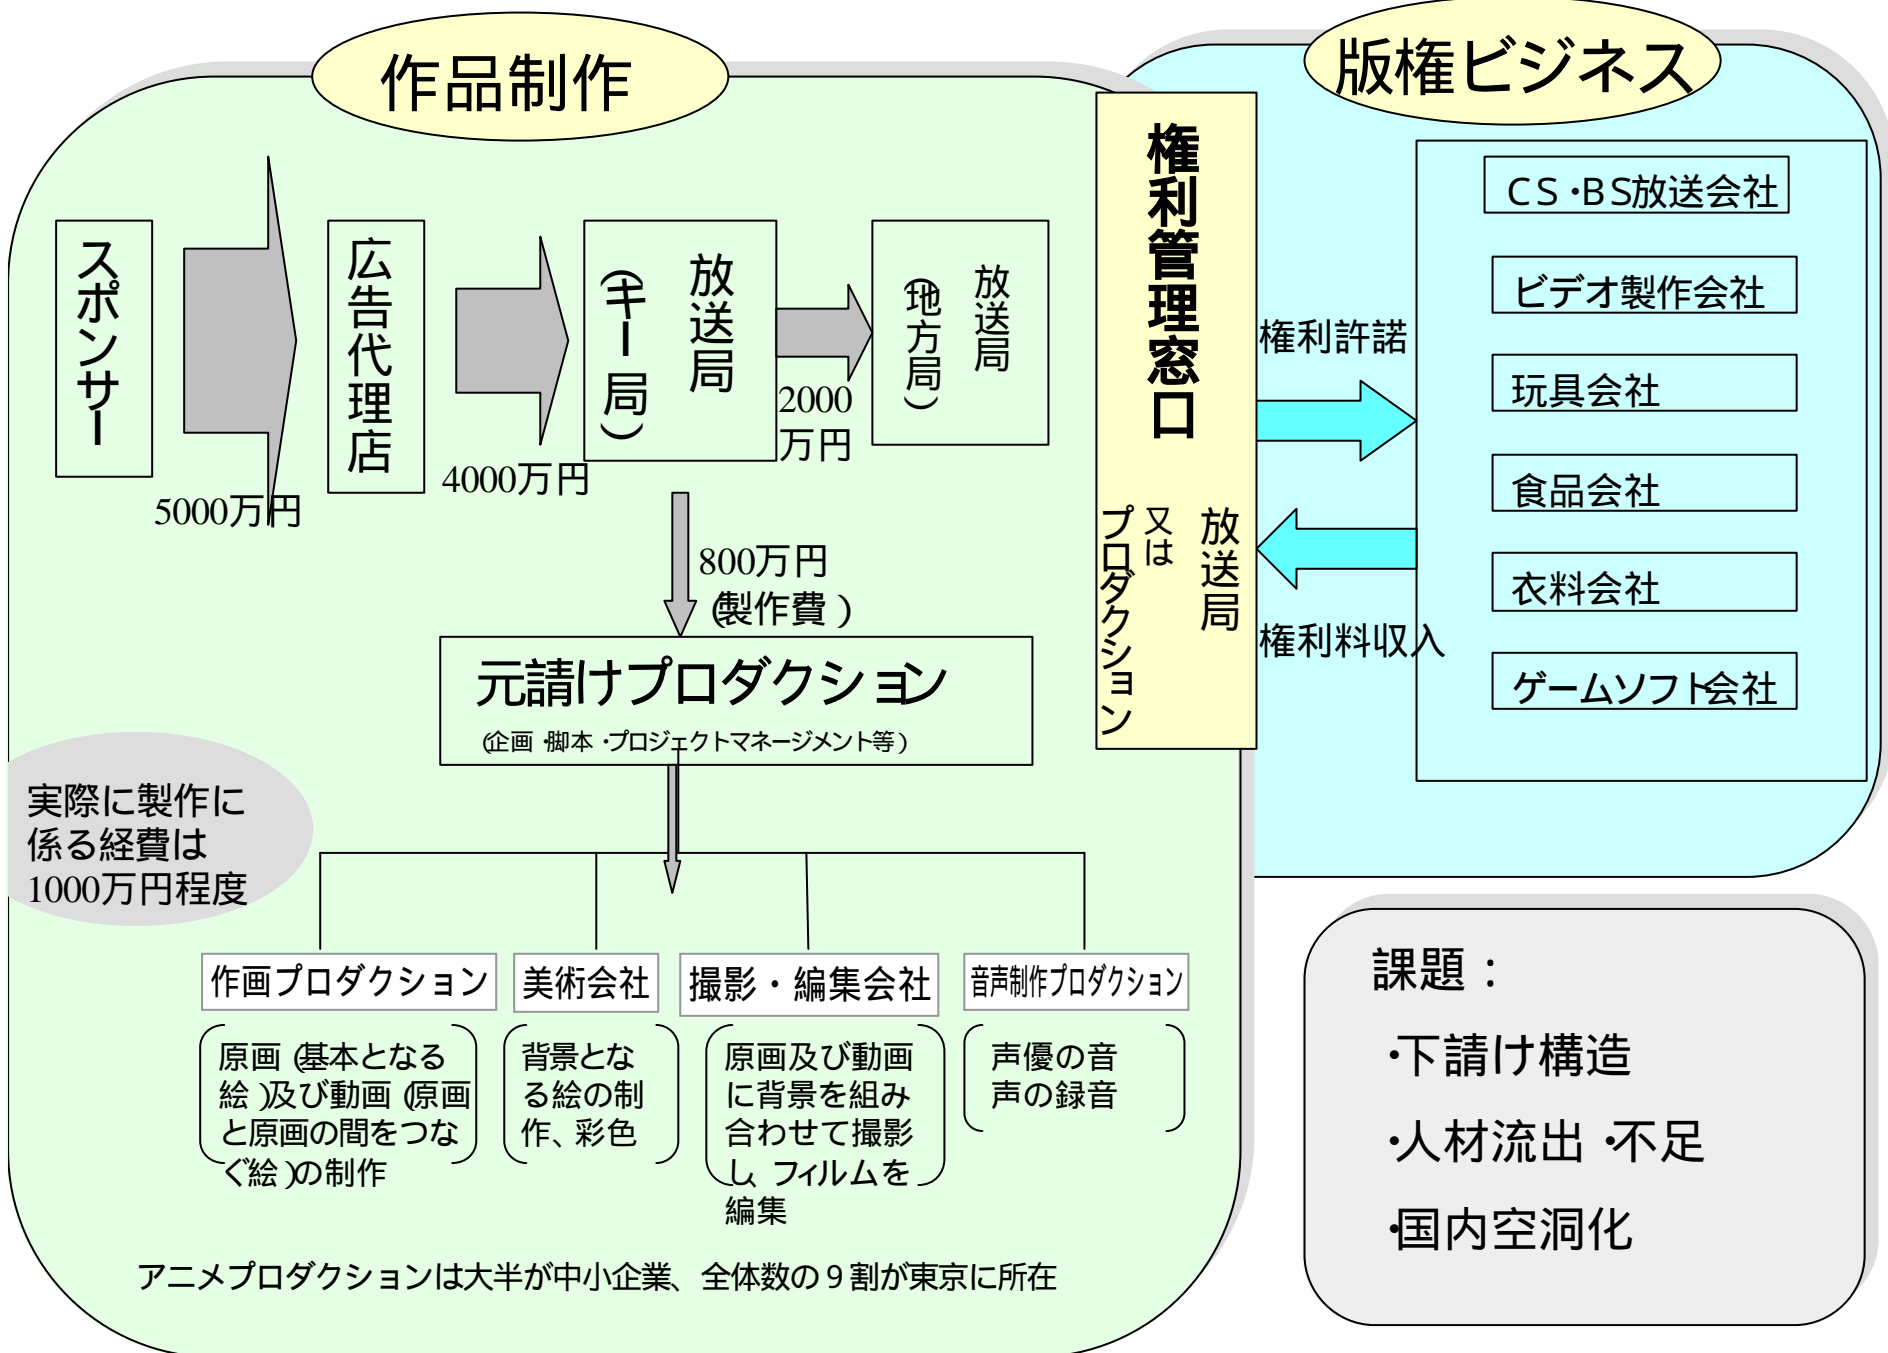 作品制作
版権ビジネス
スポンサー
5000万円
広告代理店
4000万円
放送局
(キー局)
2000
万円
放送局
(地方局)
800万円
(製作費)
元請けプロダクション
(企画・脚本・プロジェクトマネージメント等)
実際に製作に
係る経費は
1000万円程度
作画プロダクション
原画(基本となる
絵)及び動画(原画
と原画の間をつな
ぐ絵)の制作
美術会社
背景とな
る絵の制
作、彩色
撮影・編集会社
原画及び動画
に背景を組み
合わせて撮影
し、フィルムを
編集
音声制作プロダクション
声優の音
声の録音
アニメプロダクションは大半が中小企業、全体数の9割が東京に所在
権利管理窓口
放送局
又は
プロダクション
権利許諾
権利料収入
CS・BS放送会社
ビデオ製作会社
玩具会社
食品会社
衣料会社
ゲームソフト会社
課題:
・下請け構造
・人材流出・不足
・国内空洞化